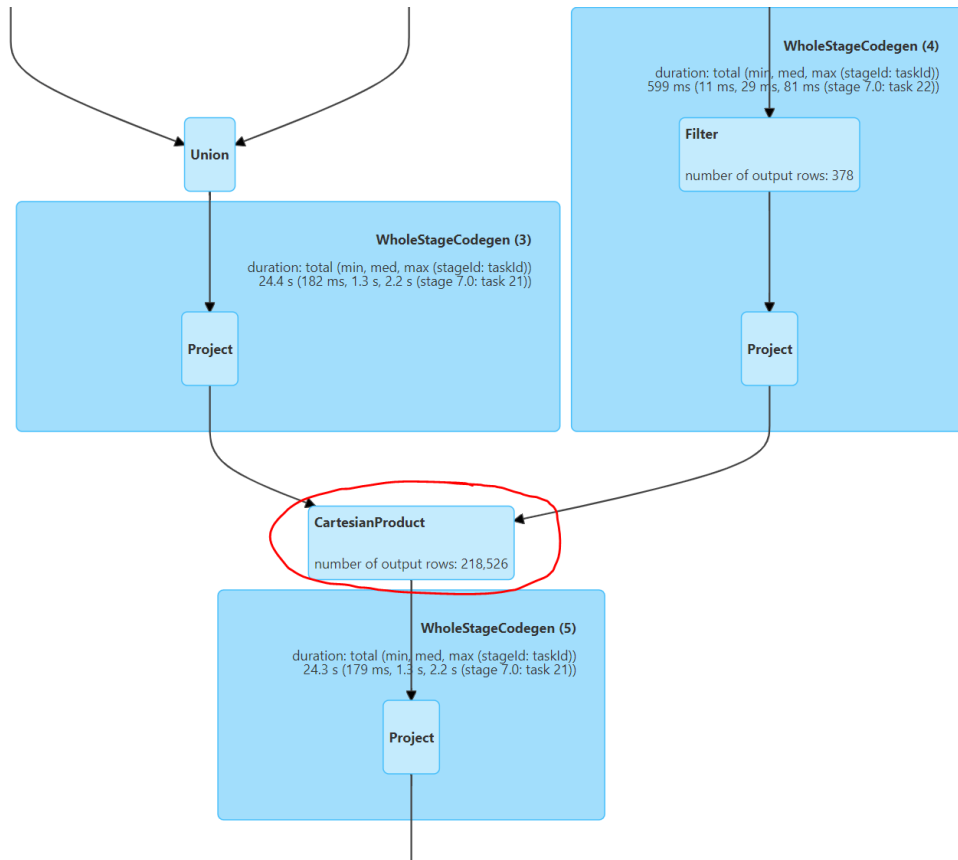 WholeStageCodegen (4)
duration: total (min, med, max (stageId: taskId))
599 ms (11 ms, 29 ms, 81 ms (stage 7.0: task 22))
Union
Filter
number of output rows: 378
WholeStageCodegen (3)
duration: total (min, med, max (stageId: taskId))
24.4 s (182 ms, 1.3 s, 2.2 s (stage 7.0: task 21))
Project
Project
CartesianProduct
number of output rows: 218,526
WholeStageCodegen (5)
duration: total (min, med, max (stageId: taskId))
24.3 s (179 ms, 1.3 s, 2.2 s (stage 7.0: task 21))
Project